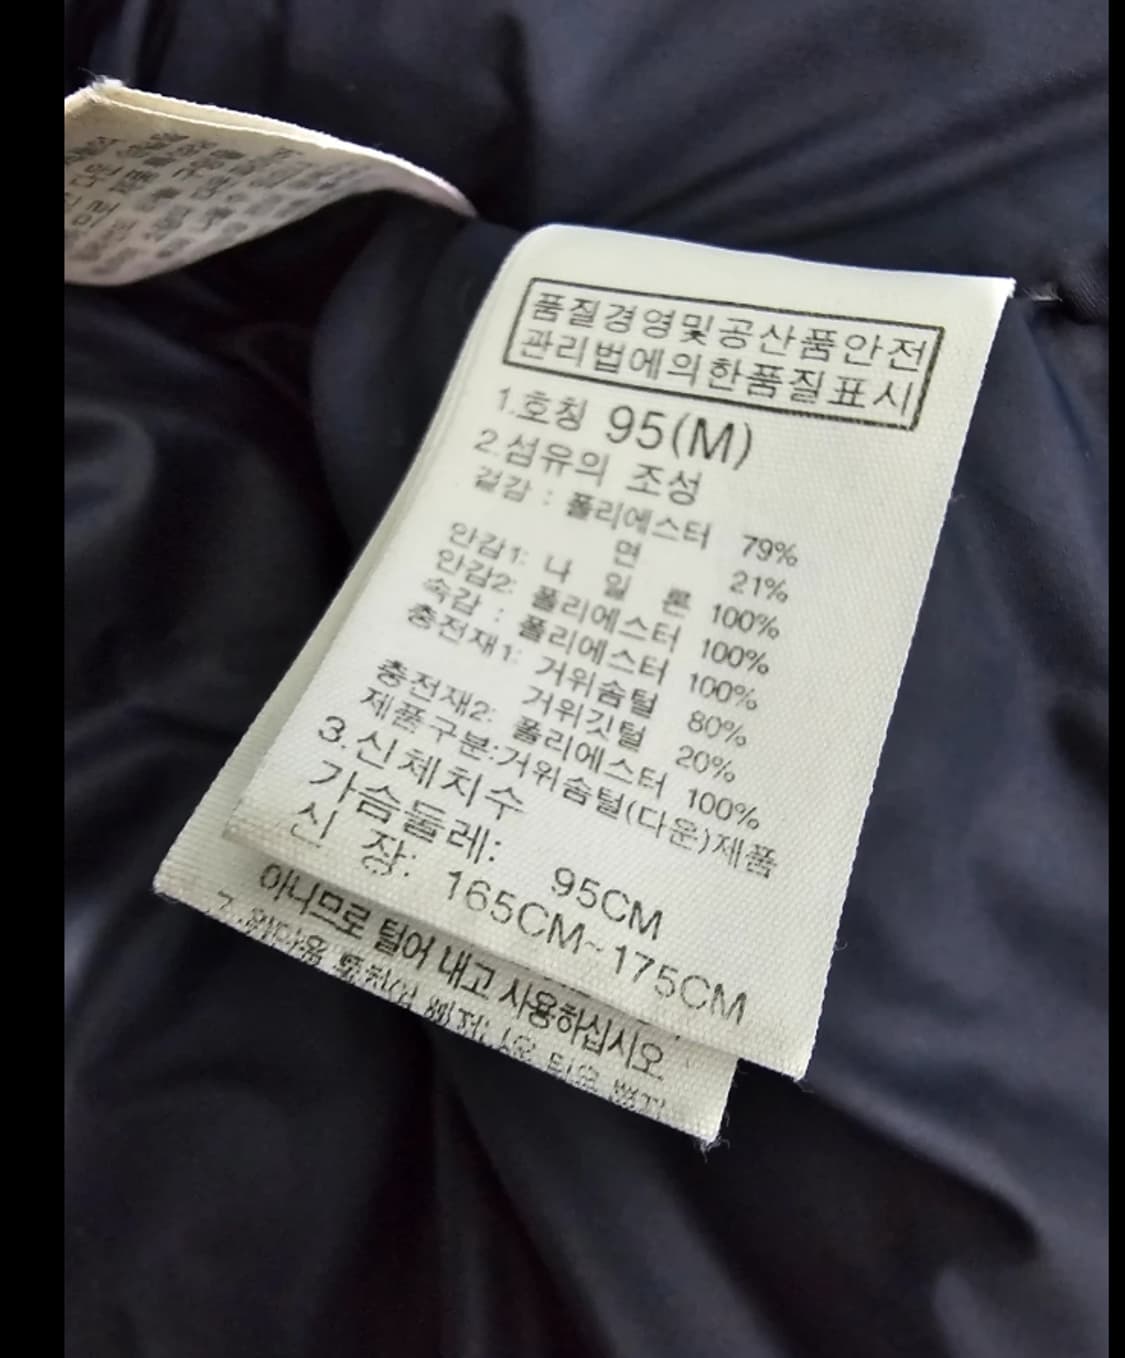 품질경영및공산품안전
관리법에의한품질표시
1.호칭 95(M)
2.섬유의 조성
겉감 : 폴리에스터 79%
면 21%
안감1: 나 일 론 100%
안감2: 폴리에스터 100%
속감 : 폴리에스터 100%
충전재1: 거위솜털 80%
거위깃털 20%
충전재2: 폴리에스터 100%
제품구분:거위솜털(다운)제품
3.신체치수
가슴둘레: 95CM
신 장: 165CM~175CM
아니므로 털어 내고 사용하십시오